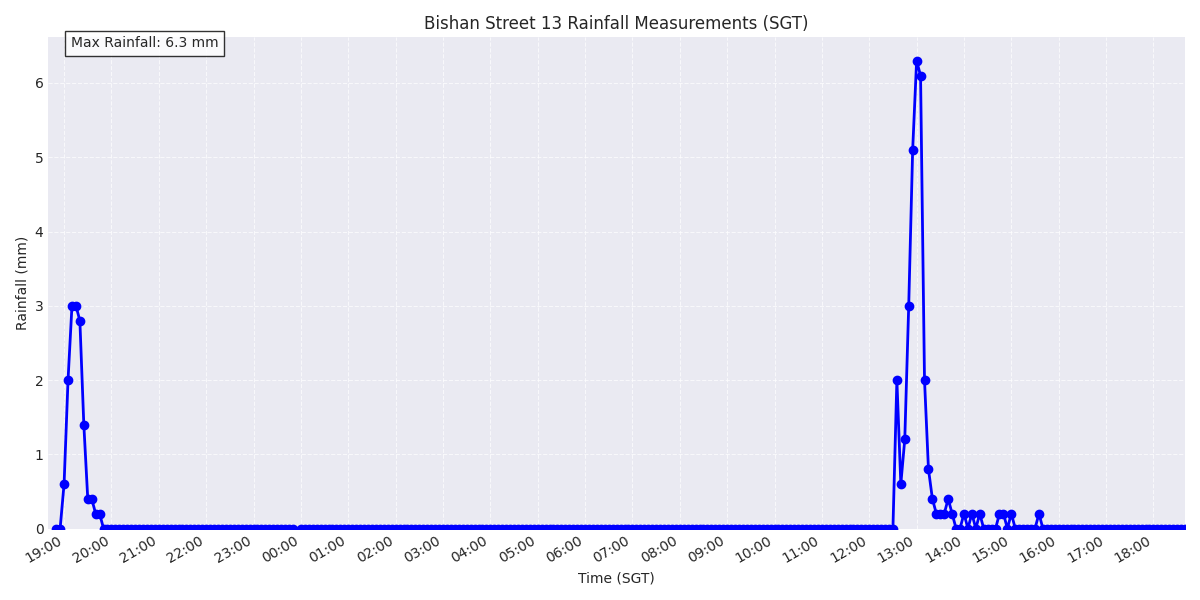 Bishan Street 13 Rainfall Measurements (SGT)
Max Rainfall: 6.3 mm
Rainfall (mm)
6
5
4
3
2
1
0
19:00 20:00 21:00 22:00 23:00 00:00 01:00 02:00 03:00 04:00 05:00 06:00 07:00 08:00 09:00 10:00 11:00 12:00 13:00 14:00 15:00 16:00 17:00 18:00
Time (SGT)